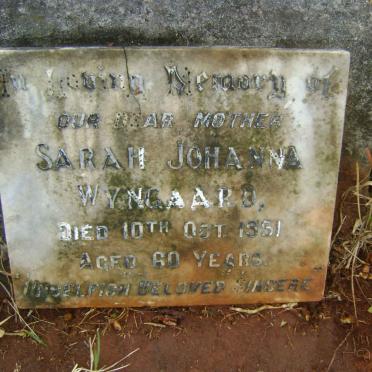 In Loving Memory of
OUR DEAR MOTHER
SARAH JOHANNA
WYNGAARD,
DIED 10TH OCT. 1951
AGED 60 YEARS.
"UNSELFISH BELOVED SINCERE"